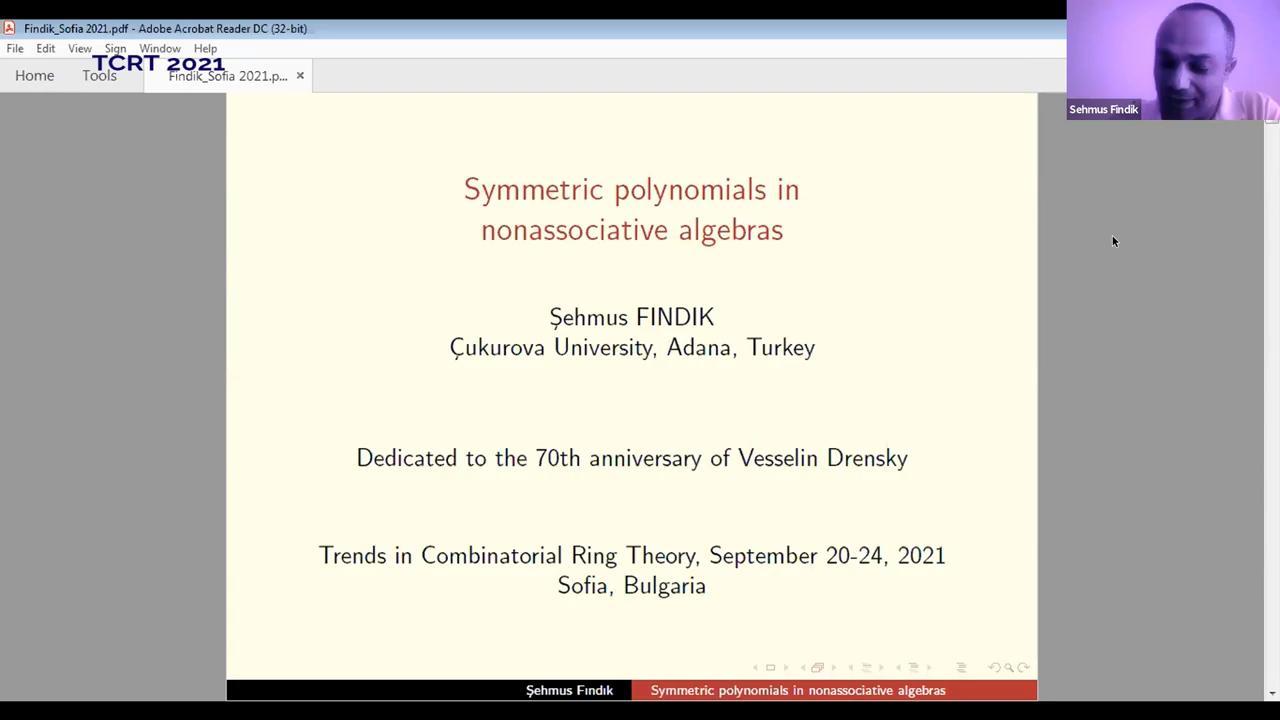 Findik_Sofia 2021.pdf - Adobe Acrobat Reader DC (32-bit)
File Edit View Sign Window Help
TCRT 2021
Home Tools Findik_Sofia 2021.p... ×
Sehmus Findik
Symmetric polynomials in
nonassociative algebras
Şehmus FINDIK
Çukurova University, Adana, Turkey
Dedicated to the 70th anniversary of Vesselin Drensky
Trends in Combinatorial Ring Theory, September 20-24, 2021
Sofia, Bulgaria
Şehmus Fındık Symmetric polynomials in nonassociative algebras